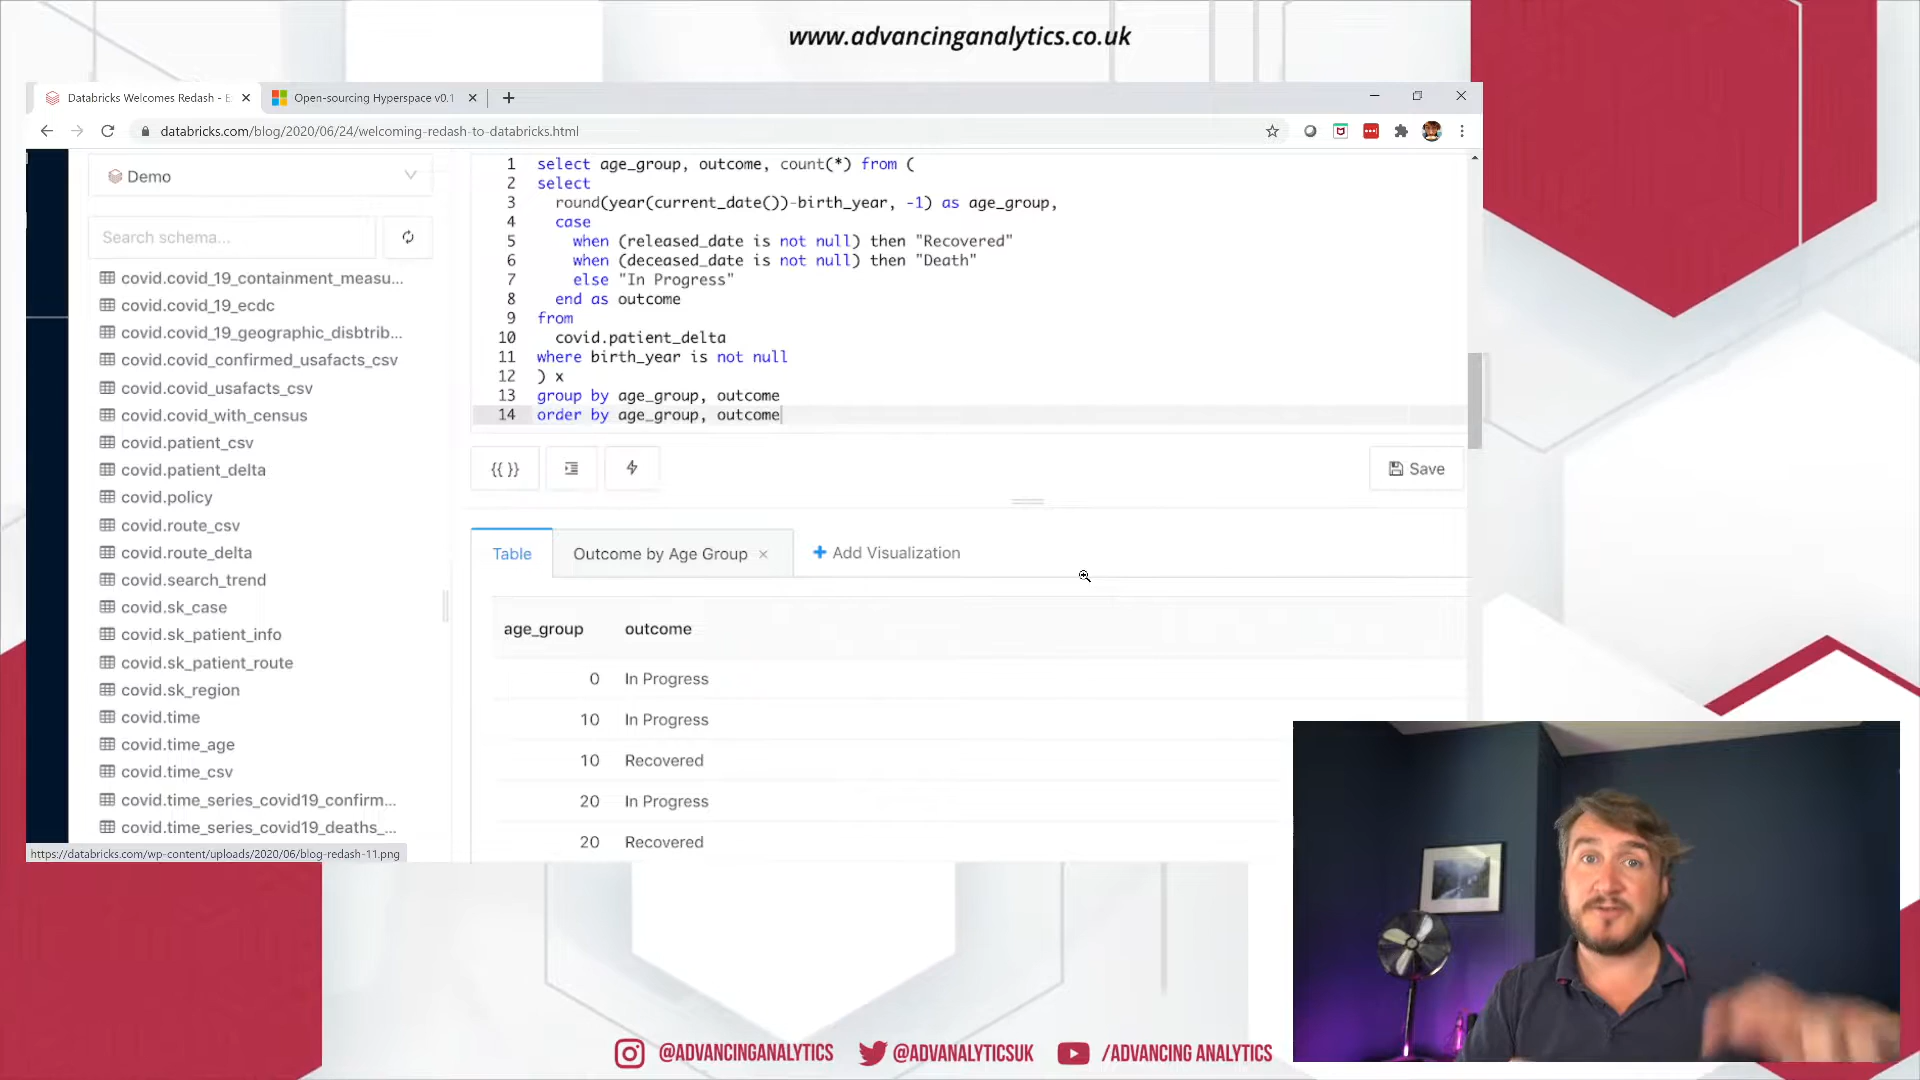 www.advancinganalytics.co.uk
Databricks Welcomes Redash - E
Open-sourcing Hyperspace v0.1
databricks.com/blog/2020/06/24/welcoming-redash-to-databricks.html
Demo
Search schema...
covid.covid_19_containment_measu...
covid.covid_19_ecdc
covid.covid_19_geographic_disbtrib...
covid.covid_confirmed_usafacts_csv
covid.covid_usafacts_csv
covid.covid_with_census
covid.patient_csv
covid.patient_delta
covid.policy
covid.route_csv
covid.route_delta
covid.search_trend
covid.sk_case
covid.sk_patient_info
covid.sk_patient_route
covid.sk_region
covid.time
covid.time_age
covid.time_csv
covid.time_series_covid19_confirm...
covid.time_series_covid19_deaths_...
https://databricks.com/wp-content/uploads/2020/06/blog-redash-11.png
1 select age_group, outcome, count(*) from (
2 select
3 round(year(current_date())-birth_year, -1) as age_group,
4 case
5 when (released_date is not null) then "Recovered"
6 when (deceased_date is not null) then "Death"
7 else "In Progress"
8 end as outcome
9 from
10 covid.patient_delta
11 where birth_year is not null
12 ) x
13 group by age_group, outcome
14 order by age_group, outcome
{{ }}
Save
Table
Outcome by Age Group
+ Add Visualization
age_group outcome
0 In Progress
10 In Progress
10 Recovered
20 In Progress
20 Recovered
@ADVANCINGANALYTICS
@ADVANALYTICSUK
/ADVANCING ANALYTICS